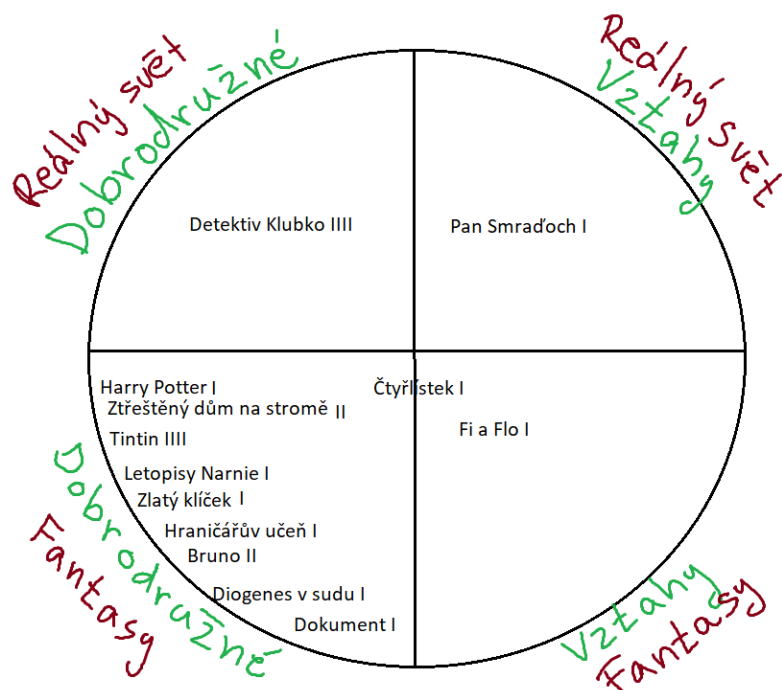 Reálný svět
Dobrodružné
Reálný svět
Vztahy
Detektiv Klubko IIII
Pan Smraďoch I
Harry Potter I
Ztřeštěný dům na stromě II
Tintin IIII
Letopisy Narnie I
Zlatý klíček I
Hraničářův učeň I
Bruno II
Diogenes v sudu I
Dokument I
Čtyřlístek I
Fi a Flo I
Dobrodružné
Fantasy
Vztahy
Fantasy